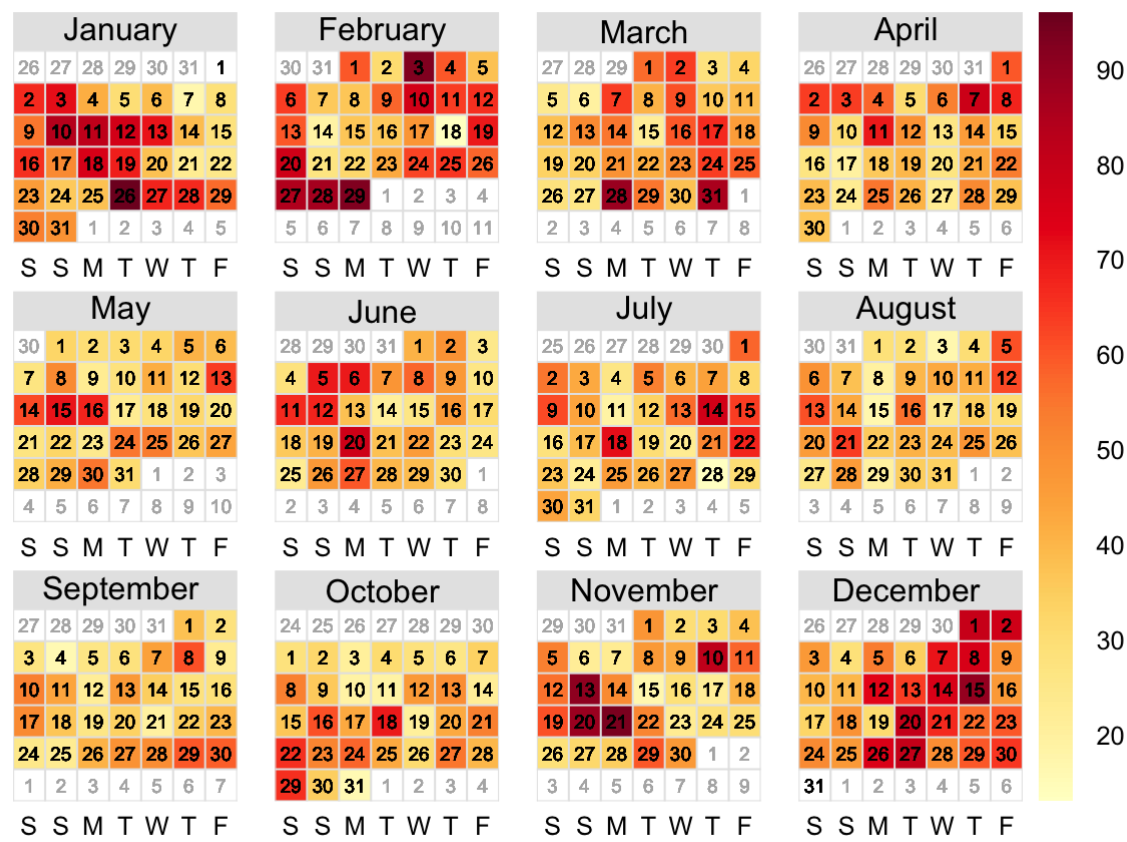 January
26 27 28 29 30 31 1
2 3 4 5 6 7 8
9 10 11 12 13 14 15
16 17 18 19 20 21 22
23 24 25 26 27 28 29
30 31 1 2 3 4 5
S S M T W T F
February
30 31 1 2 3 4 5
6 7 8 9 10 11 12
13 14 15 16 17 18 19
20 21 22 23 24 25 26
27 28 29 1 2 3 4
5 6 7 8 9 10 11
S S M T W T F
March
27 28 29 1 2 3 4
5 6 7 8 9 10 11
12 13 14 15 16 17 18
19 20 21 22 23 24 25
26 27 28 29 30 31 1
2 3 4 5 6 7 8
S S M T W T F
April
26 27 28 29 30 31 1
2 3 4 5 6 7 8
9 10 11 12 13 14 15
16 17 18 19 20 21 22
23 24 25 26 27 28 29
30 1 2 3 4 5 6
S S M T W T F
May
30 1 2 3 4 5 6
7 8 9 10 11 12 13
14 15 16 17 18 19 20
21 22 23 24 25 26 27
28 29 30 31 1 2 3
4 5 6 7 8 9 10
S S M T W T F
June
28 29 30 31 1 2 3
4 5 6 7 8 9 10
11 12 13 14 15 16 17
18 19 20 21 22 23 24
25 26 27 28 29 30 1
2 3 4 5 6 7 8
S S M T W T F
July
25 26 27 28 29 30 1
2 3 4 5 6 7 8
9 10 11 12 13 14 15
16 17 18 19 20 21 22
23 24 25 26 27 28 29
30 31 1 2 3 4 5
S S M T W T F
August
30 31 1 2 3 4 5
6 7 8 9 10 11 12
13 14 15 16 17 18 19
20 21 22 23 24 25 26
27 28 29 30 31 1 2
3 4 5 6 7 8 9
S S M T W T F
September
27 28 29 30 31 1 2
3 4 5 6 7 8 9
10 11 12 13 14 15 16
17 18 19 20 21 22 23
24 25 26 27 28 29 30
1 2 3 4 5 6 7
S S M T W T F
October
24 25 26 27 28 29 30
1 2 3 4 5 6 7
8 9 10 11 12 13 14
15 16 17 18 19 20 21
22 23 24 25 26 27 28
29 30 31 1 2 3 4
S S M T W T F
November
29 30 31 1 2 3 4
5 6 7 8 9 10 11
12 13 14 15 16 17 18
19 20 21 22 23 24 25
26 27 28 29 30 1 2
3 4 5 6 7 8 9
S S M T W T F
December
26 27 28 29 30 1 2
3 4 5 6 7 8 9
10 11 12 13 14 15 16
17 18 19 20 21 22 23
24 25 26 27 28 29 30
31 1 2 3 4 5 6
S S M T W T F
90
80
70
60
50
40
30
20